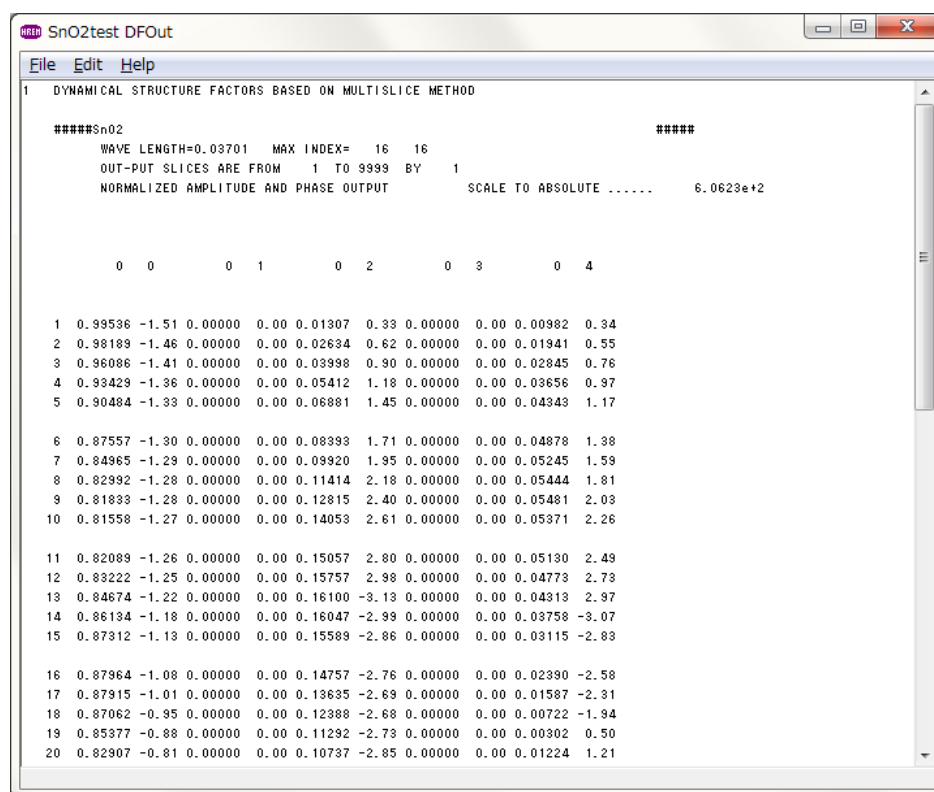 HREM SnO2test DFOut
File Edit Help
1 DYNAMICAL STRUCTURE FACTORS BASED ON MULTISLICE METHOD
#####SnO2 #####
WAVE LENGTH=0.03701 MAX INDEX= 16 16
OUT-PUT SLICES ARE FROM 1 TO 9999 BY 1
NORMALIZED AMPLITUDE AND PHASE OUTPUT SCALE TO ABSOLUTE ...... 6.0623e+2
0 0 0 1 0 2 0 3 0 4
1 0.99536 -1.51 0.00000 0.00 0.01307 0.33 0.00000 0.00 0.00982 0.34
2 0.98189 -1.46 0.00000 0.00 0.02634 0.62 0.00000 0.00 0.01941 0.55
3 0.96086 -1.41 0.00000 0.00 0.03998 0.90 0.00000 0.00 0.02845 0.76
4 0.93429 -1.36 0.00000 0.00 0.05412 1.18 0.00000 0.00 0.03656 0.97
5 0.90484 -1.33 0.00000 0.00 0.06881 1.45 0.00000 0.00 0.04343 1.17
6 0.87557 -1.30 0.00000 0.00 0.08393 1.71 0.00000 0.00 0.04878 1.38
7 0.84965 -1.29 0.00000 0.00 0.09920 1.95 0.00000 0.00 0.05245 1.59
8 0.82992 -1.28 0.00000 0.00 0.11414 2.18 0.00000 0.00 0.05444 1.81
9 0.81833 -1.28 0.00000 0.00 0.12815 2.40 0.00000 0.00 0.05481 2.03
10 0.81558 -1.27 0.00000 0.00 0.14053 2.61 0.00000 0.00 0.05371 2.26
11 0.82089 -1.26 0.00000 0.00 0.15057 2.80 0.00000 0.00 0.05130 2.49
12 0.83222 -1.25 0.00000 0.00 0.15757 2.98 0.00000 0.00 0.04773 2.73
13 0.84674 -1.22 0.00000 0.00 0.16100 -3.13 0.00000 0.00 0.04313 2.97
14 0.86134 -1.18 0.00000 0.00 0.16047 -2.99 0.00000 0.00 0.03758 -3.07
15 0.87312 -1.13 0.00000 0.00 0.15589 -2.86 0.00000 0.00 0.03115 -2.83
16 0.87964 -1.08 0.00000 0.00 0.14757 -2.76 0.00000 0.00 0.02390 -2.58
17 0.87915 -1.01 0.00000 0.00 0.13635 -2.69 0.00000 0.00 0.01587 -2.31
18 0.87062 -0.95 0.00000 0.00 0.12388 -2.68 0.00000 0.00 0.00722 -1.94
19 0.85377 -0.88 0.00000 0.00 0.11292 -2.73 0.00000 0.00 0.00302 0.50
20 0.82907 -0.81 0.00000 0.00 0.10737 -2.85 0.00000 0.00 0.01224 1.21